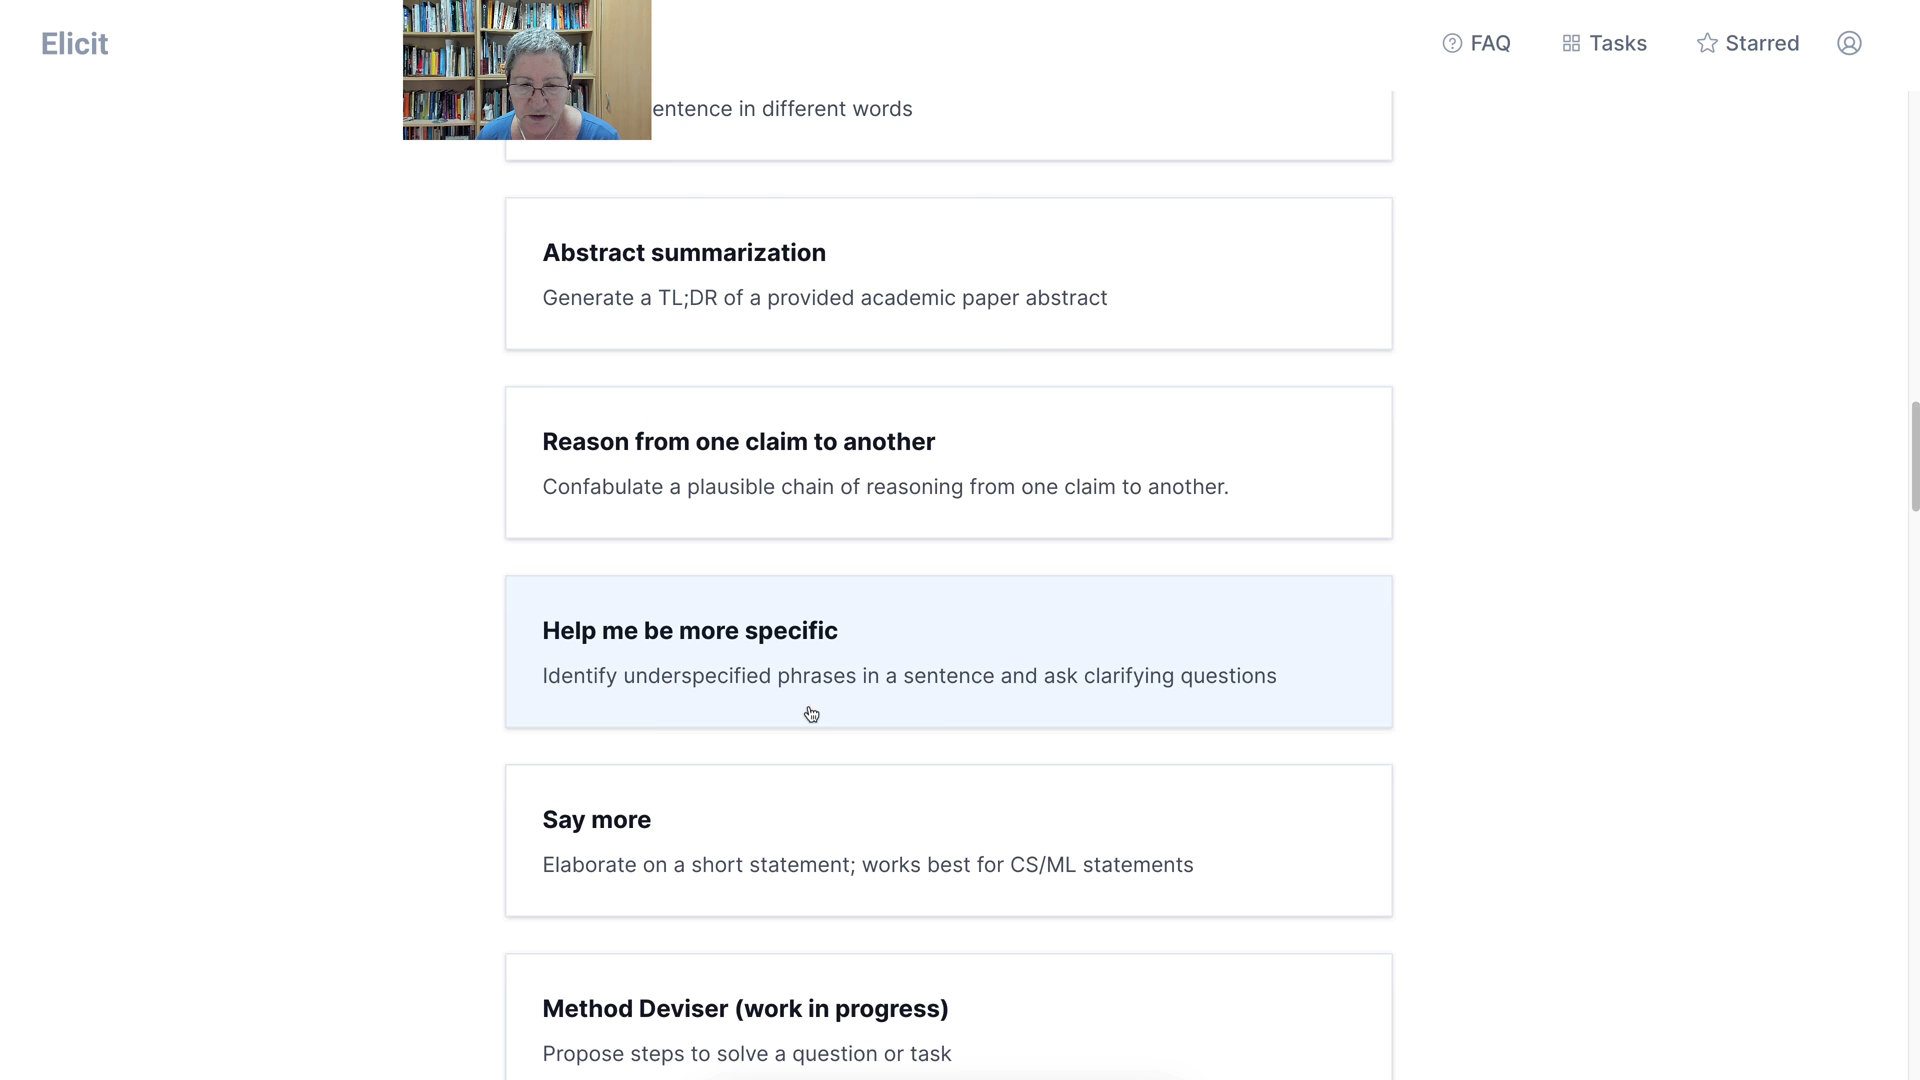 Elicit
FAQ
Tasks
Starred
entence in different words
Abstract summarization
Generate a TL;DR of a provided academic paper abstract
Reason from one claim to another
Confabulate a plausible chain of reasoning from one claim to another.
Help me be more specific
Identify underspecified phrases in a sentence and ask clarifying questions
Say more
Elaborate on a short statement; works best for CS/ML statements
Method Deviser (work in progress)
Propose steps to solve a question or task